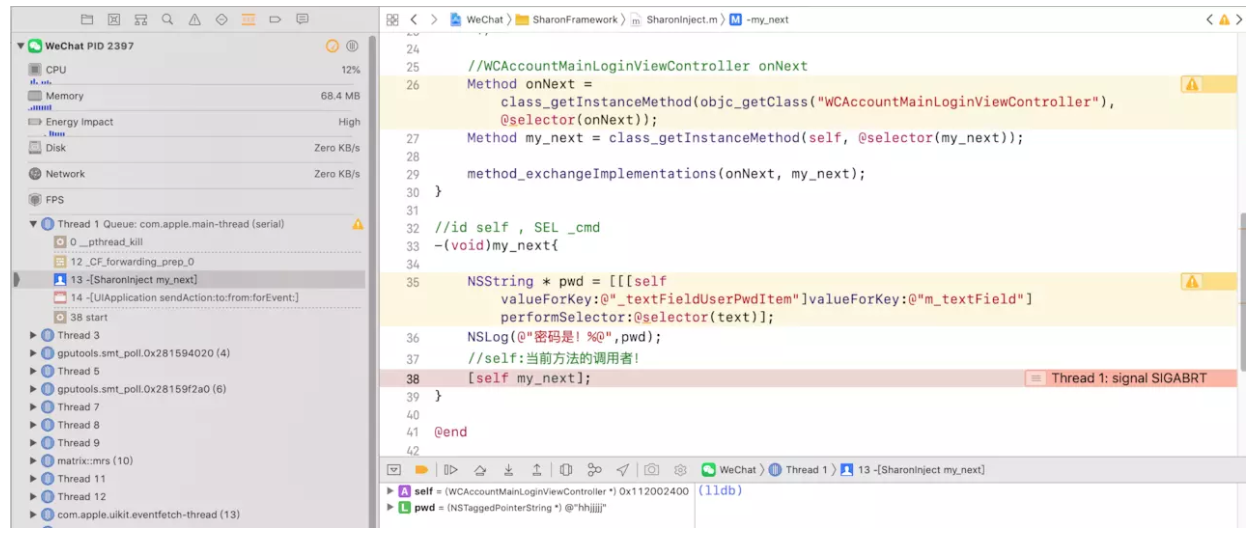 WeChat PID 2397
CPU 12%
Memory 68.4 MB
Energy Impact High
Disk Zero KB/s
Network Zero KB/s
FPS
Thread 1 Queue: com.apple.main-thread (serial)
0 __pthread_kill
12 _CF_forwarding_prep_0
13 -[SharonInject my_next]
14 -[UIApplication sendAction:to:from:forEvent:]
38 start
Thread 3
gputools.smt_poll.0x281594020 (4)
Thread 5
gputools.smt_poll.0x28159f2a0 (6)
Thread 7
Thread 8
Thread 9
matrix::mrs (10)
Thread 11
Thread 12
com.apple.uikit.eventfetch-thread (13)
WeChat SharonFramework SharonInject.m M -my_next
24
25 //WCAccountMainLoginViewController onNext
26 Method onNext =
class_getInstanceMethod(objc_getClass("WCAccountMainLoginViewController"),
@selector(onNext));
27 Method my_next = class_getInstanceMethod(self, @selector(my_next));
28
29 method_exchangeImplementations(onNext, my_next);
30 }
31
32 //id self , SEL _cmd
33 -(void)my_next{
34
35 NSString * pwd = [[[self
valueForKey:@"_textFieldUserPwdItem"]valueForKey:@"m_textField"]
performSelector:@selector(text)];
36 NSLog(@"密码是！%@",pwd);
37 //self:当前方法的调用者！
38 [self my_next]; Thread 1: signal SIGABRT
39 }
40
41 @end
42
WeChat Thread 1 13 -[SharonInject my_next]
A self = (WCAccountMainLoginViewController *) 0x112002400
L pwd = (NSTaggedPointerString *) @"hhjjjjj"
(lldb)